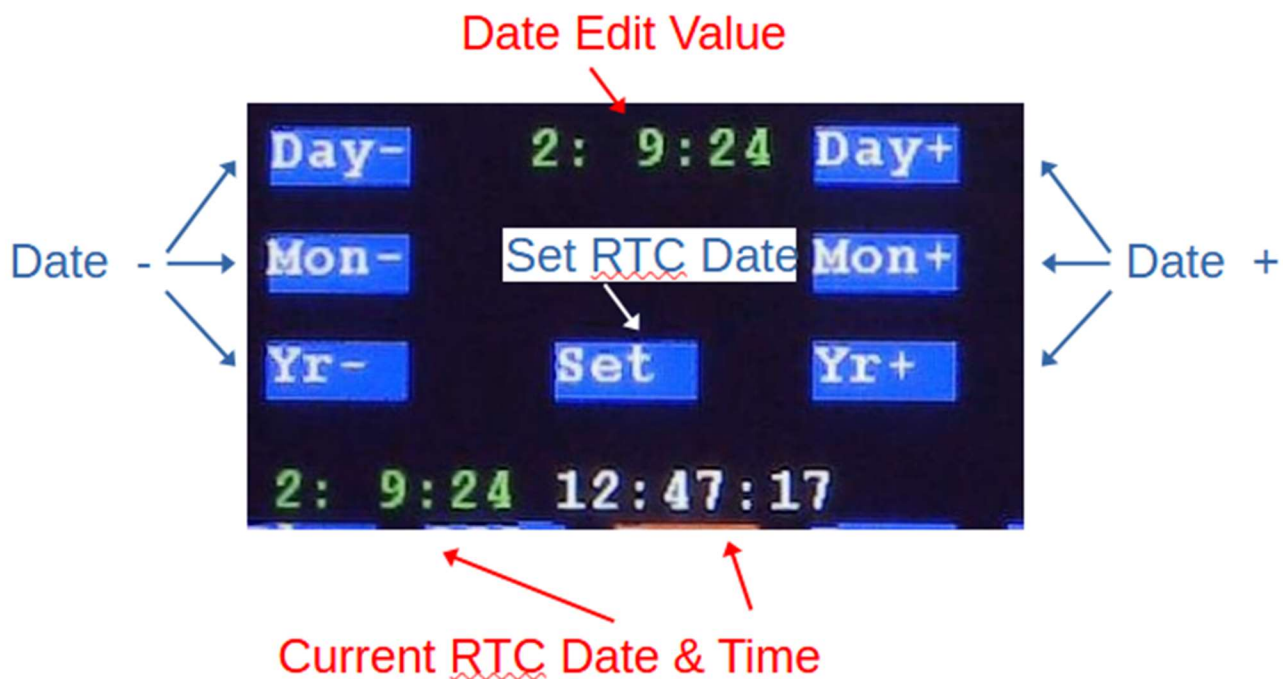 Date Edit Value
Day- 2: 9:24 Day+
Date - Mon- Set RTC Date Mon+ Date +
Yr- Set Yr+
2: 9:24 12:47:17
Current RTC Date & Time